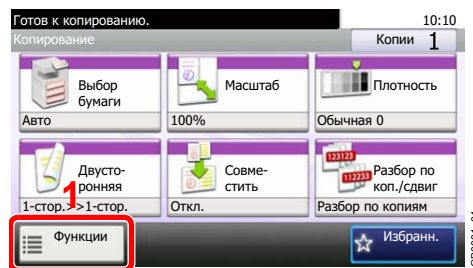 Готов к копированию.
10:10
Копирование
Копии 1
Выбор
бумаги
Авто
Масштаб
100%
Плотность
Обычная 0
123123
112233
Двусто-
ронняя
1-стор.>>1-стор.
Совме-
стить
Откл.
Разбор по
коп./сдвиг
Разбор по копиям
1
Функции
Избранн.